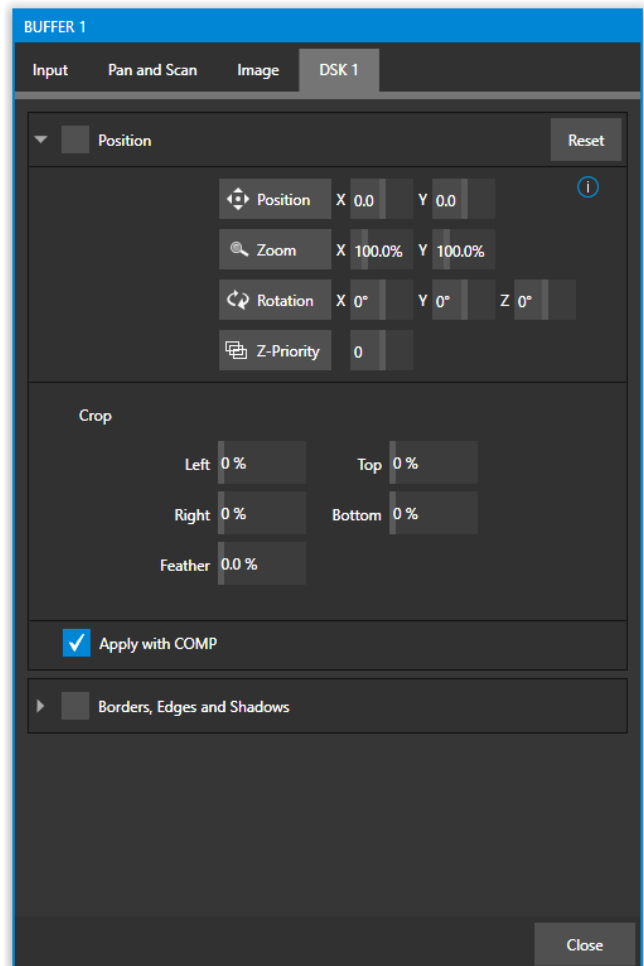 BUFFER 1
Input Pan and Scan Image DSK 1
Position Reset
Position X 0.0 Y 0.0
Zoom X 100.0% Y 100.0%
Rotation X 0° Y 0° Z 0°
Z-Priority 0
Crop
Left 0 % Top 0 %
Right 0 % Bottom 0 %
Feather 0.0 %
Apply with COMP
Borders, Edges and Shadows
Close